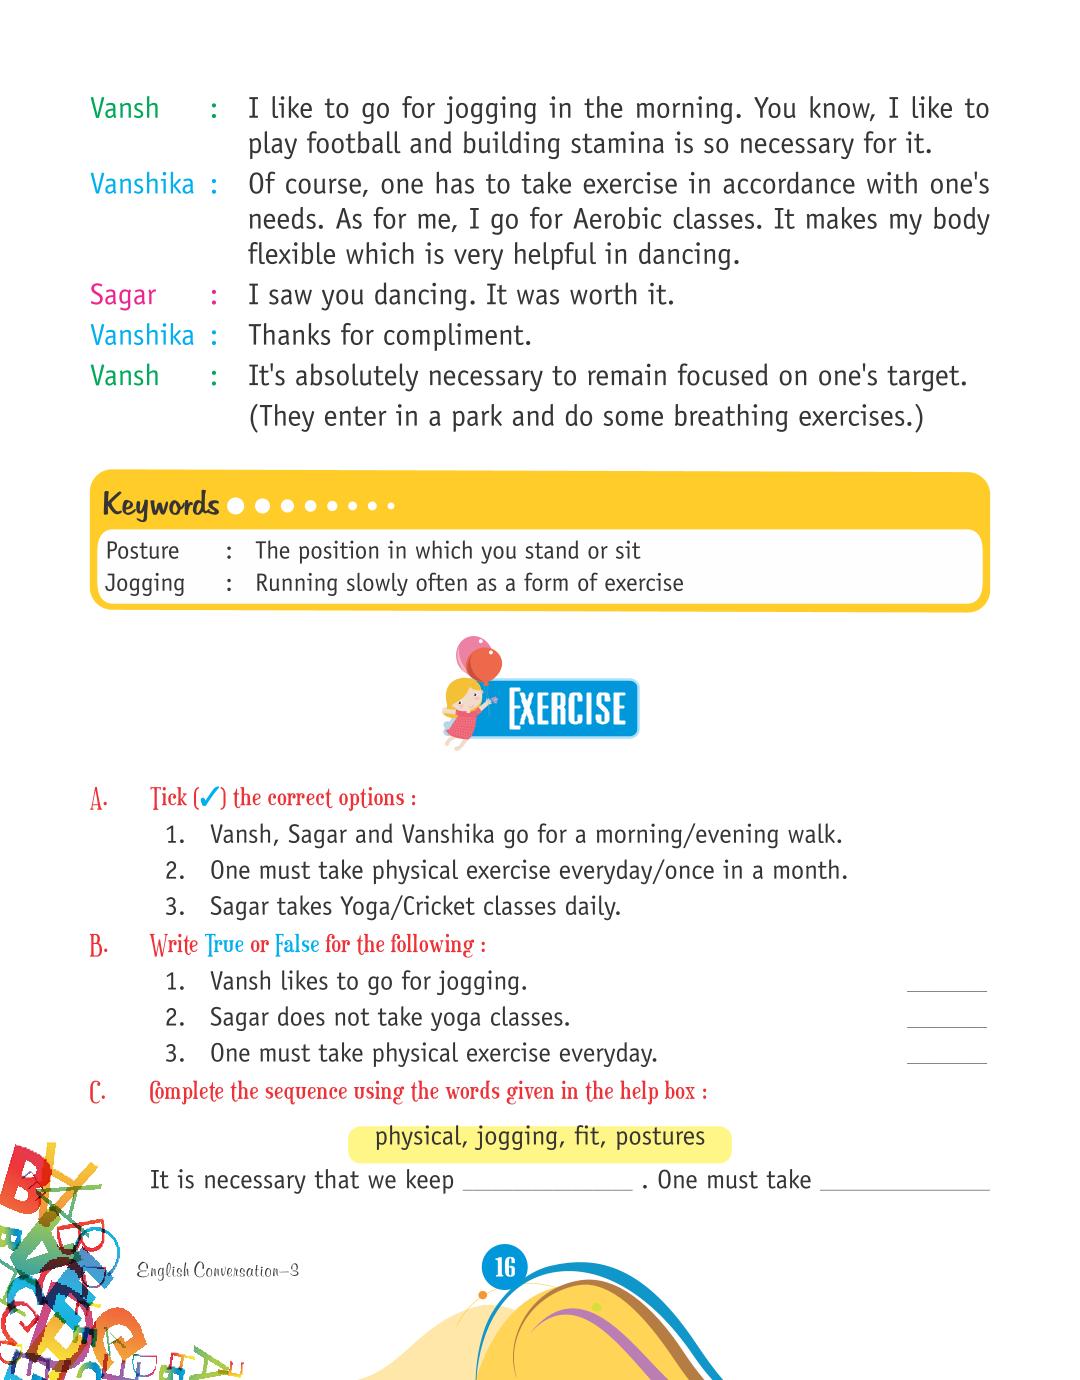 Vansh : I like to go for jogging in the morning. You know, I like to
play football and building stamina is so necessary for it.
Vanshika : Of course, one has to take exercise in accordance with one's
needs. As for me, I go for Aerobic classes. It makes my body
flexible which is very helpful in dancing.
Sagar : I saw you dancing. It was worth it.
Vanshika : Thanks for compliment.
Vansh : It's absolutely necessary to remain focused on one's target.
(They enter in a park and do some breathing exercises.)
Keywords
Posture : The position in which you stand or sit
Jogging : Running slowly often as a form of exercise
EXERCISE
A. Tick (✓) the correct options :
1. Vansh, Sagar and Vanshika go for a morning/evening walk.
2. One must take physical exercise everyday/once in a month.
3. Sagar takes Yoga/Cricket classes daily.
B. Write True or False for the following :
1. Vansh likes to go for jogging. ______
2. Sagar does not take yoga classes. ______
3. One must take physical exercise everyday. ______
C. Complete the sequence using the words given in the help box :
physical, jogging, fit, postures
It is necessary that we keep ____________ . One must take ____________
English Conversation–3
16